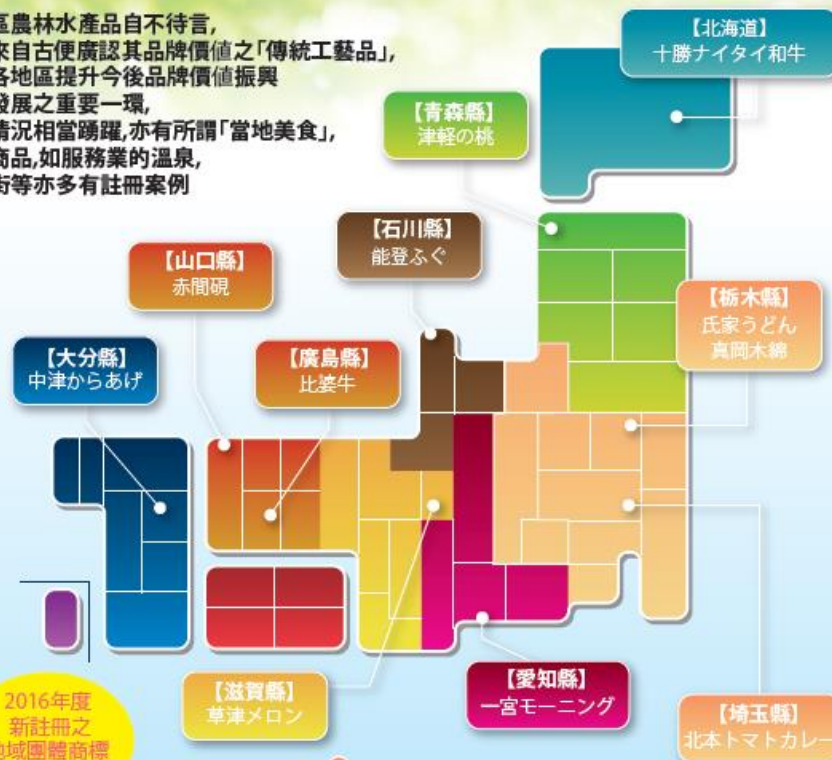 區農林水產品自不待言,
來自古便廣認其品牌價值之「傳統工藝品」,
各地區提升今後品牌價值振興
發展之重要一環,
情況相當踴躍,亦有所謂「當地美食」,
商品,如服務業的溫泉,
街等亦多有註冊案例
【北海道】
十勝ナイタイ和牛
【青森縣】
津軽の桃
【石川縣】
能登ふぐ
【山口縣】
赤間硯
【栃木縣】
氏家うどん
真岡木綿
【大分縣】
中津からあげ
【廣島縣】
比婆牛
【滋賀縣】
草津メロン
【愛知縣】
一宮モーニング
【埼玉縣】
北本トマトカレー
2016年度
新註冊之
地域團體商標